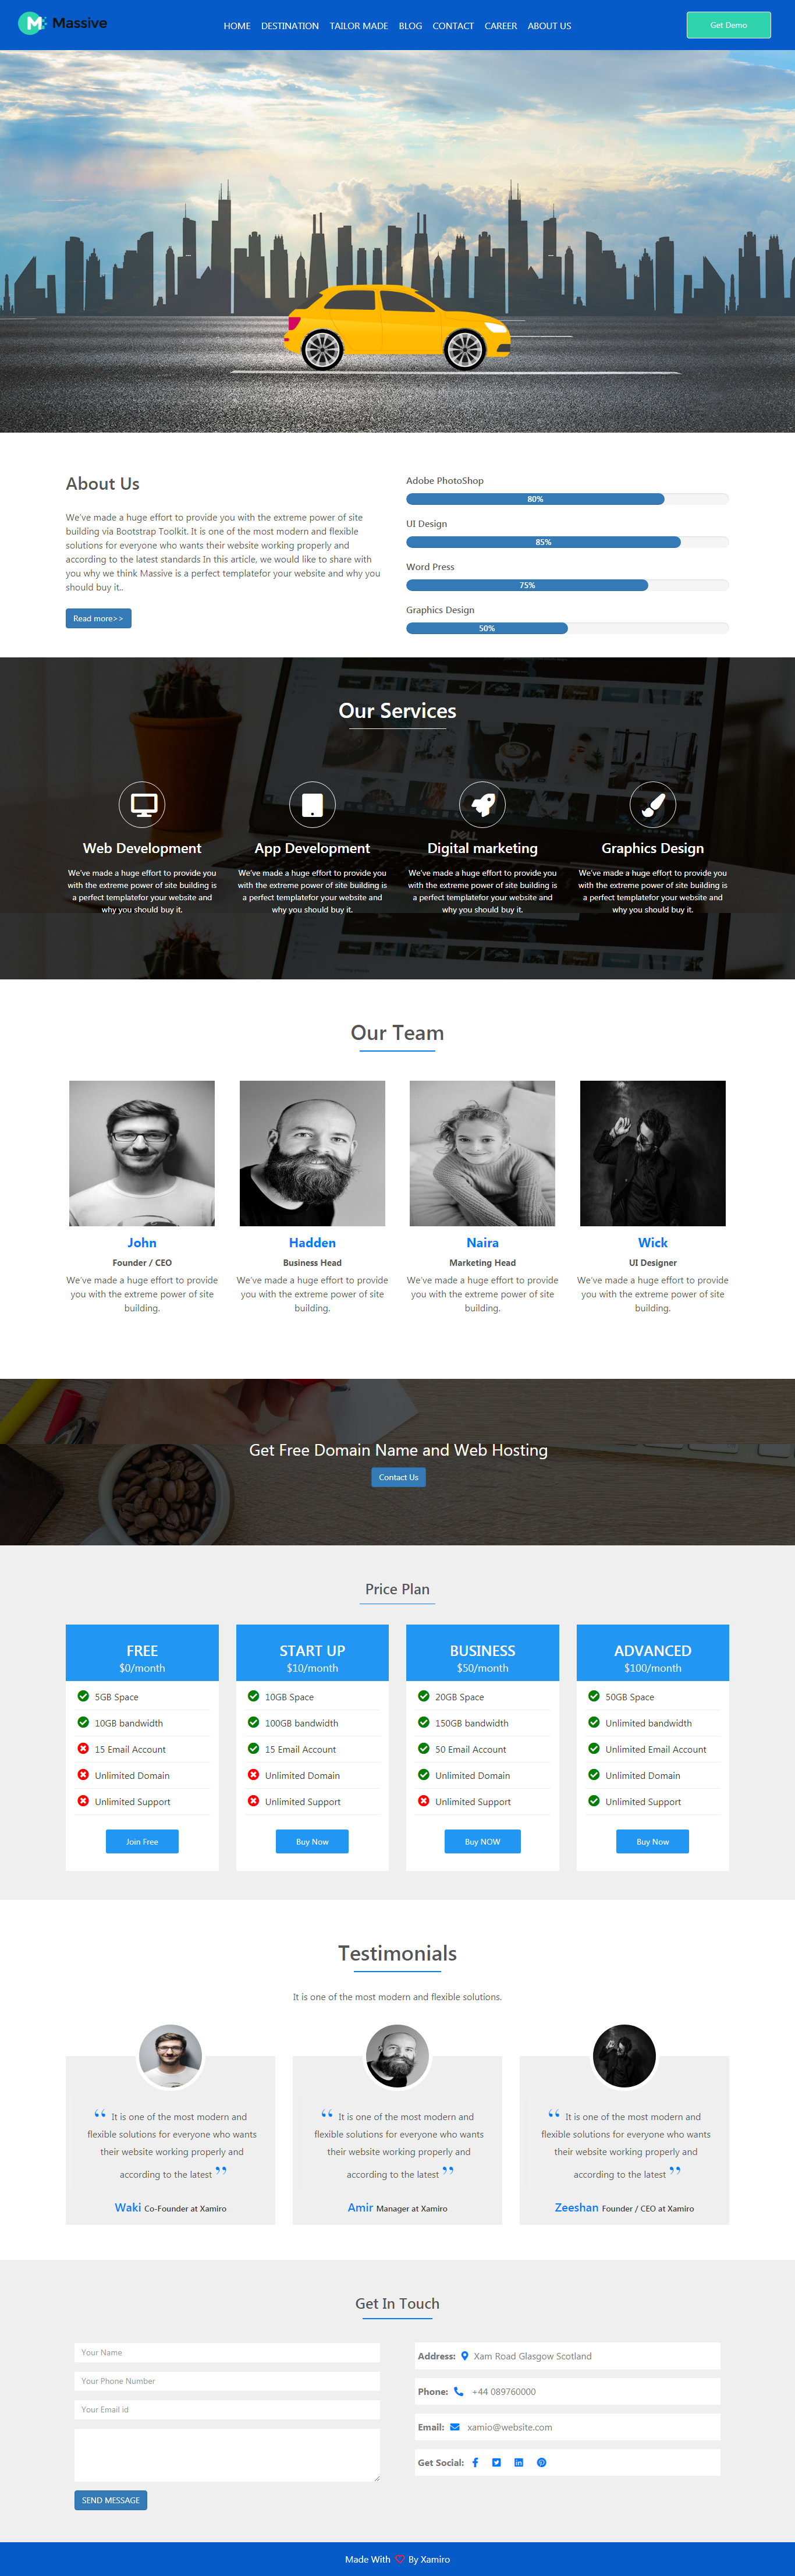 Massive
HOME DESTINATION TAILOR MADE BLOG CONTACT CAREER ABOUT US
Get Demo
About Us
We've made a huge effort to provide you with the extreme power of site
building via Bootstrap Toolkit. It is one of the most modern and flexible
solutions for everyone who wants their website working properly and
according to the latest standards In this article, we would like to share with
you why we think Massive is a perfect templatefor your website and why you
should buy it..
Read more>>
Adobe PhotoShop
80%
UI Design
85%
Word Press
75%
Graphics Design
50%
Our Services
DELL
Web Development
We've made a huge effort to provide you
with the extreme power of site building is
a perfect templatefor your website and
why you should buy it.
App Development
We've made a huge effort to provide you
with the extreme power of site building is
a perfect templatefor your website and
why you should buy it.
Digital marketing
We've made a huge effort to provide you
with the extreme power of site building is
a perfect templatefor your website and
why you should buy it.
Graphics Design
We've made a huge effort to provide you
with the extreme power of site building is
a perfect templatefor your website and
why you should buy it.
Our Team
John
Founder / CEO
We've made a huge effort to provide
you with the extreme power of site
building.
Hadden
Business Head
We've made a huge effort to provide
you with the extreme power of site
building.
Naira
Marketing Head
We've made a huge effort to provide
you with the extreme power of site
building.
Wick
UI Designer
We've made a huge effort to provide
you with the extreme power of site
building.
Get Free Domain Name and Web Hosting
Contact Us
Price Plan
FREE
$0/month
5GB Space
10GB bandwidth
15 Email Account
Unlimited Domain
Unlimited Support
Join Free
START UP
$10/month
10GB Space
100GB bandwidth
15 Email Account
Unlimited Domain
Unlimited Support
Buy Now
BUSINESS
$50/month
20GB Space
150GB bandwidth
50 Email Account
Unlimited Domain
Unlimited Support
Buy NOW
ADVANCED
$100/month
50GB Space
Unlimited bandwidth
Unlimited Email Account
Unlimited Domain
Unlimited Support
Buy Now
Testimonials
It is one of the most modern and flexible solutions.
“ It is one of the most modern and
flexible solutions for everyone who wants
their website working properly and
according to the latest ”
Waki Co-Founder at Xamiro
“ It is one of the most modern and
flexible solutions for everyone who wants
their website working properly and
according to the latest ”
Amir Manager at Xamiro
“ It is one of the most modern and
flexible solutions for everyone who wants
their website working properly and
according to the latest ”
Zeeshan Founder / CEO at Xamiro
Get In Touch
Your Name
Your Phone Number
Your Email id
SEND MESSAGE
Address: Xam Road Glasgow Scotland
Phone: +44 089760000
Email: xamio@website.com
Get Social:
Made With By Xamiro